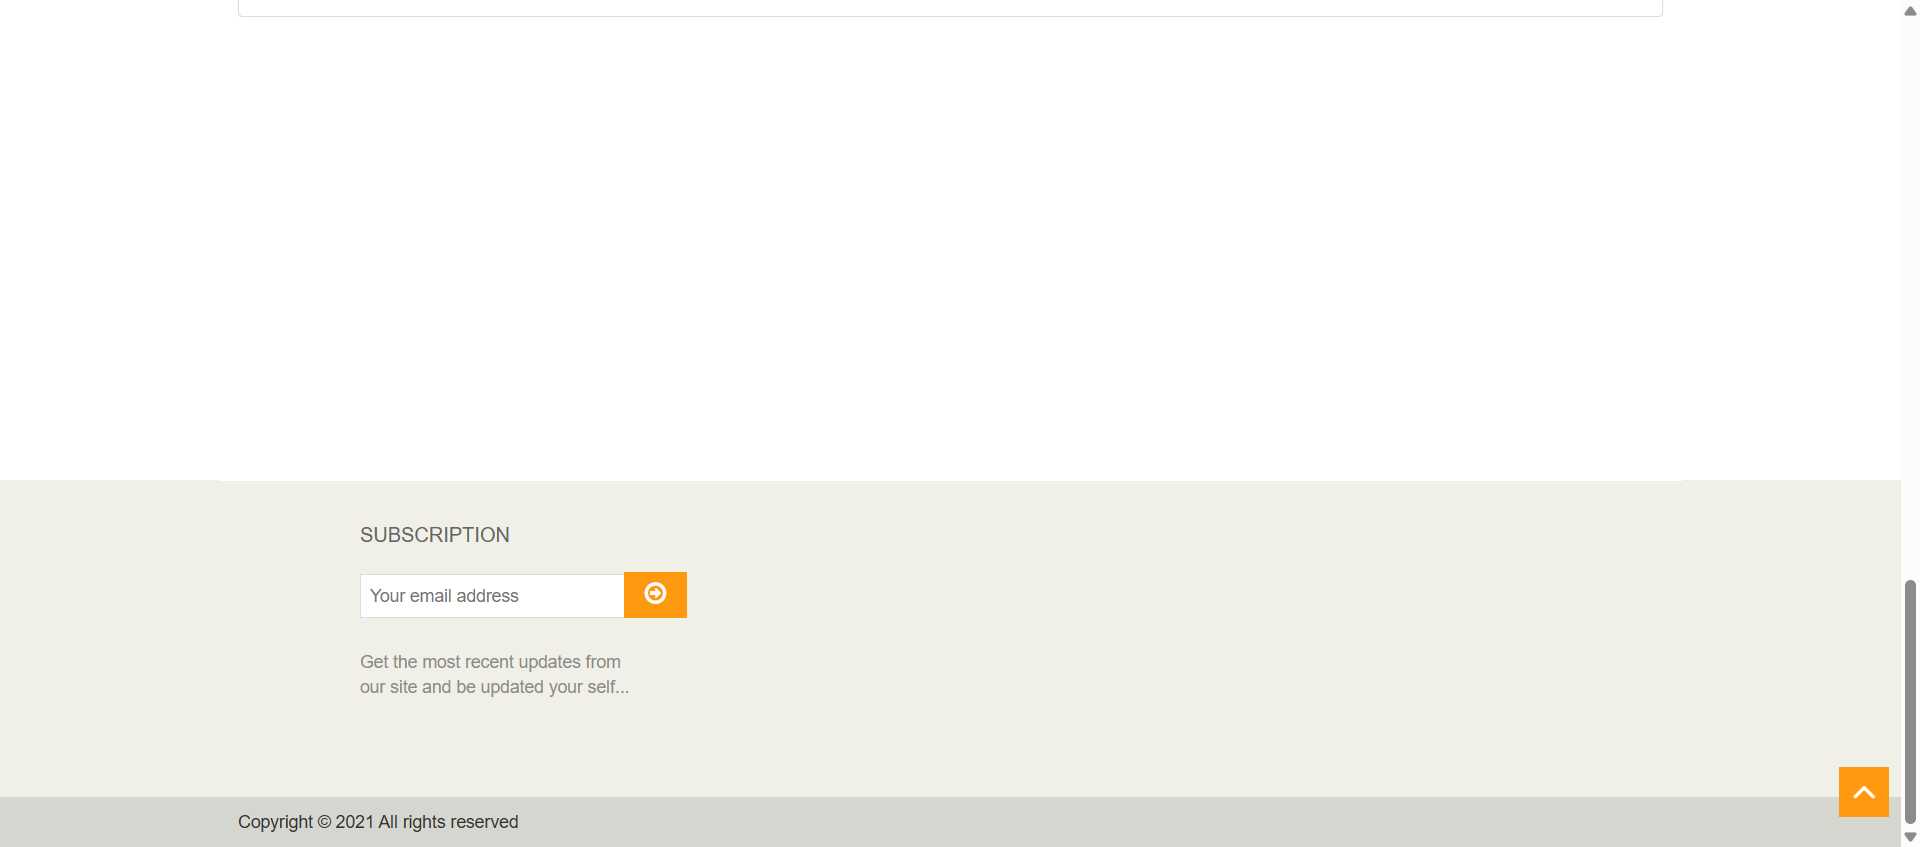 SUBSCRIPTION
Your email address
Get the most recent updates from
our site and be updated your self...
Copyright © 2021 All rights reserved